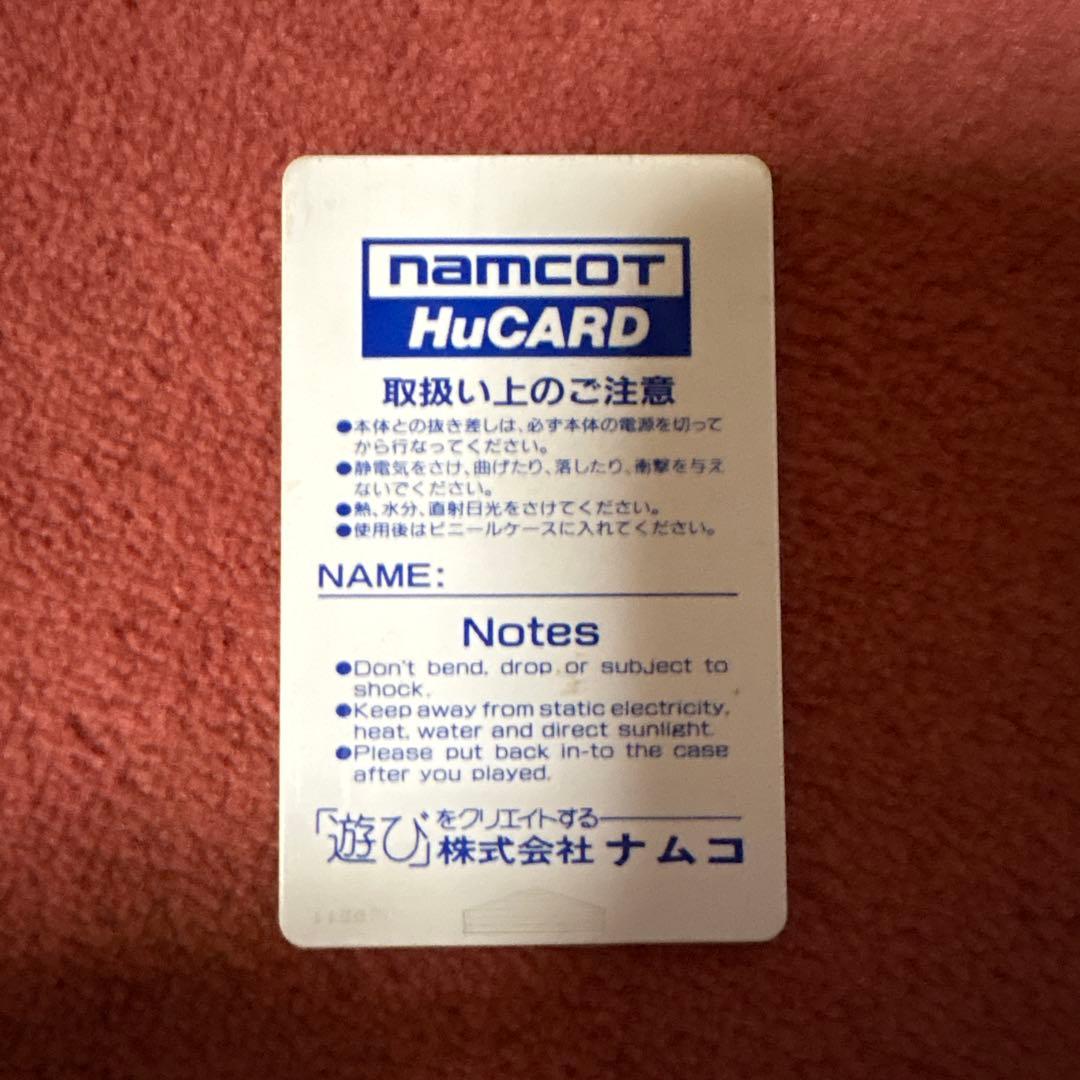 namcoT
HuCARD
取扱い上のご注意
●本体との抜き差しは、必ず本体の電源を切って
から行なってください。
●静電気をさけ、曲げたり、落したり、衝撃を与え
ないでください。
●熱、水分、直射日光をさけてください。
●使用後はビニールケースに入れてください。
NAME:
Notes
●Don't bend, drop or subject to
shock.
●Keep away from static electricity,
heat, water and direct sunlight.
●Please put back in-to the case
after you played.
「遊び」をクリエイトする
株式会社ナムコ